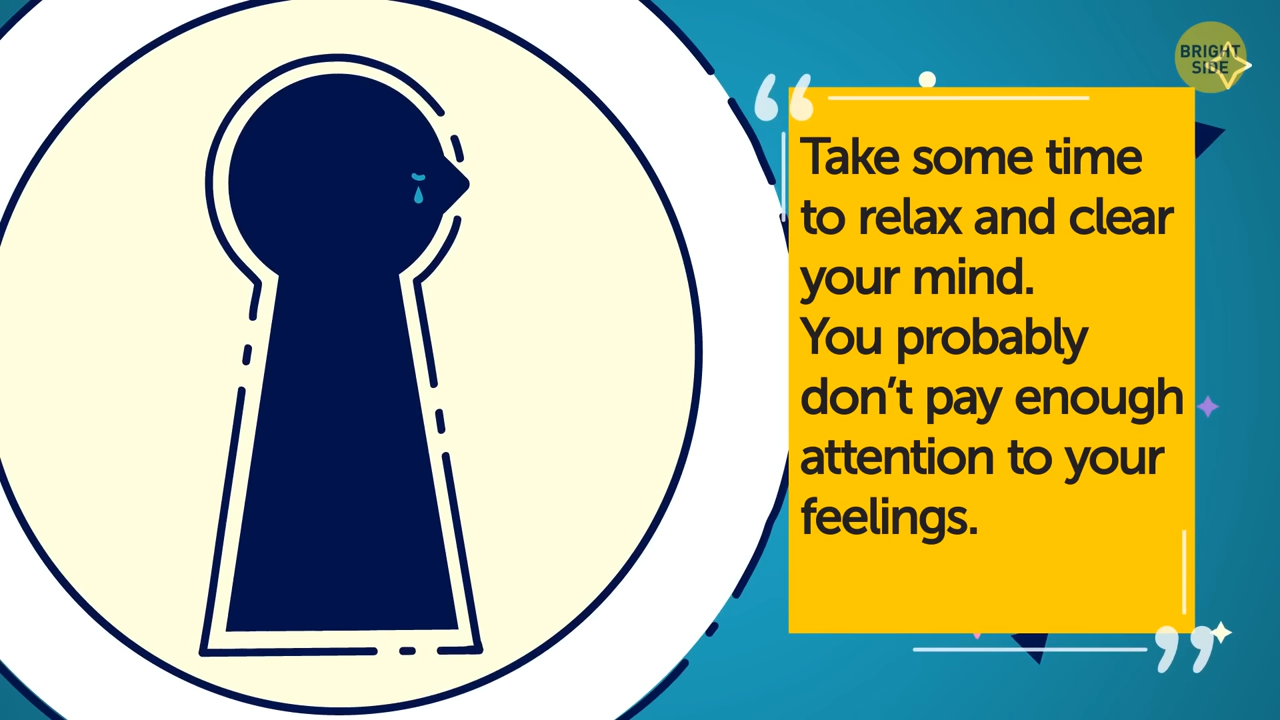 BRIGHT
SIDE
Take some time
to relax and clear
your mind.
You probably
don’t pay enough
attention to your
feelings.